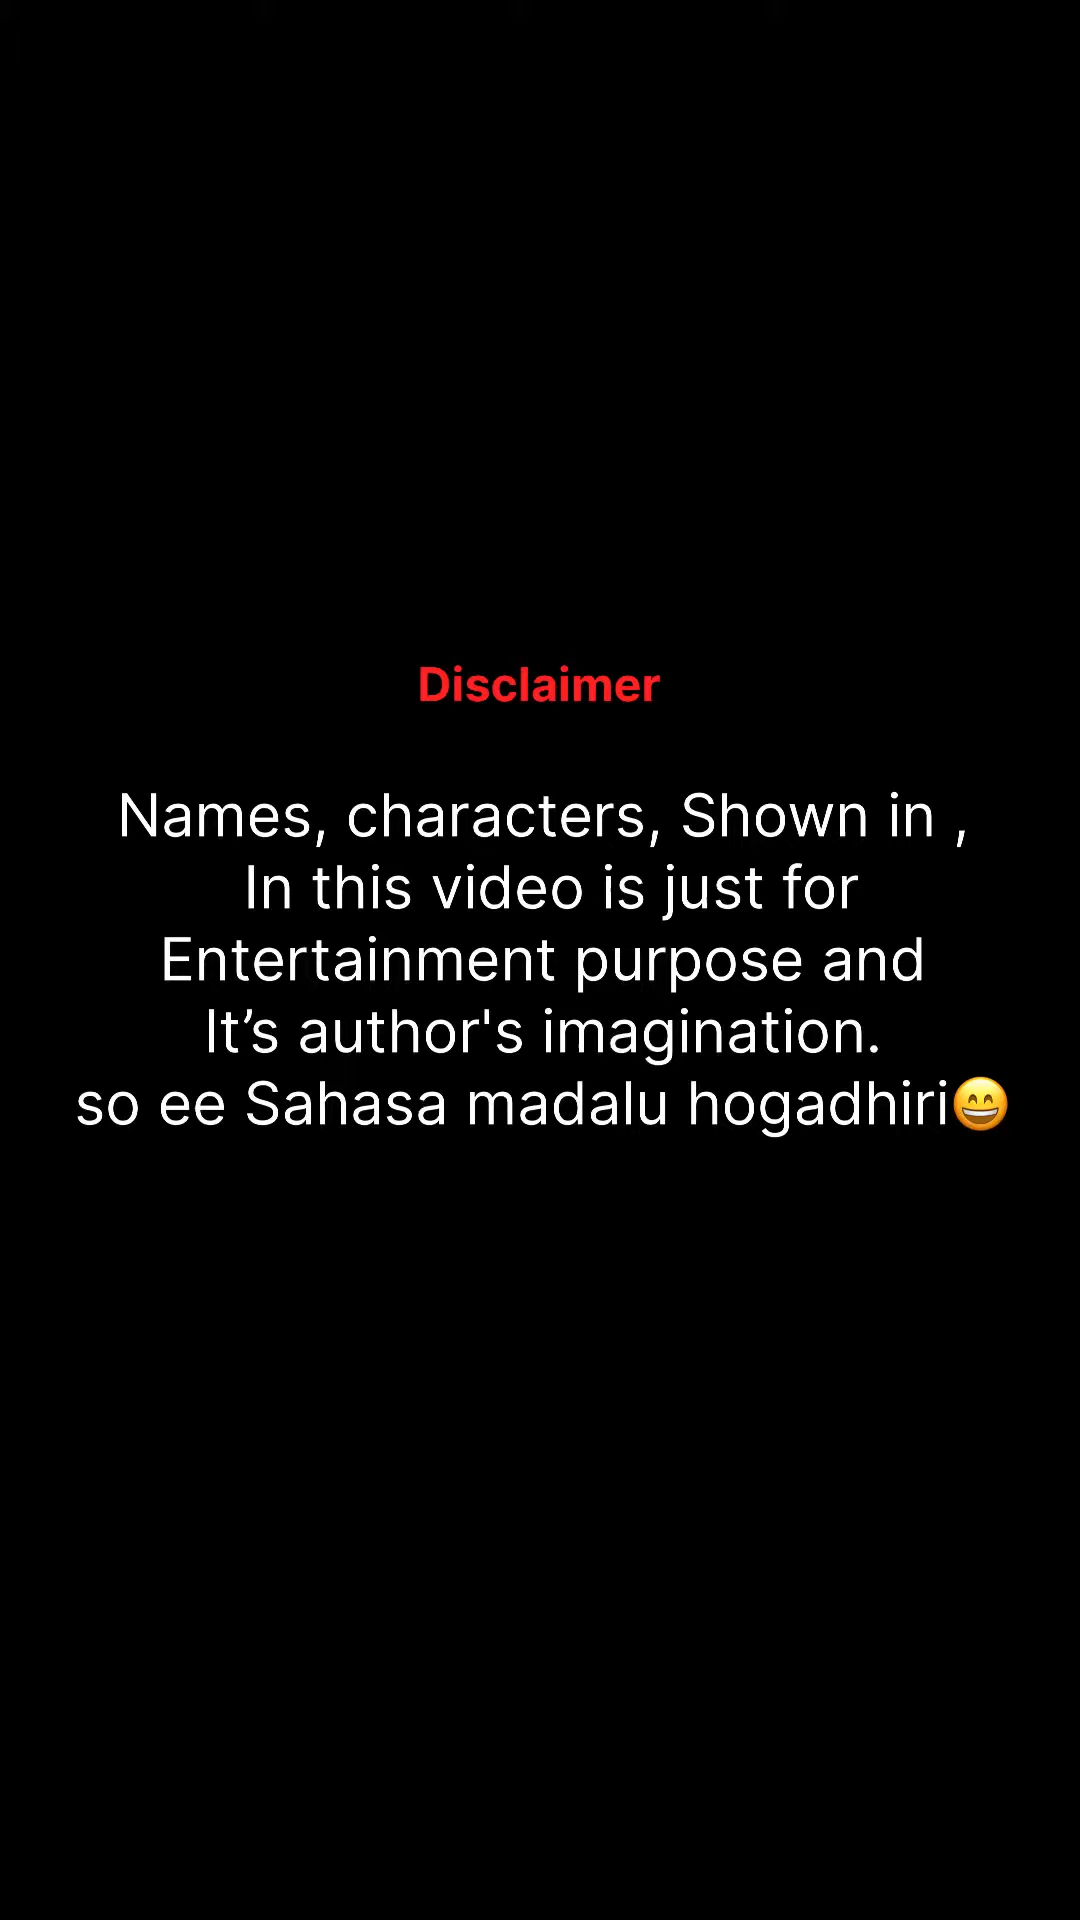 Disclaimer
Names, characters, Shown in ,
In this video is just for
Entertainment purpose and
It’s author's imagination.
so ee Sahasa madalu hogadhiri😄